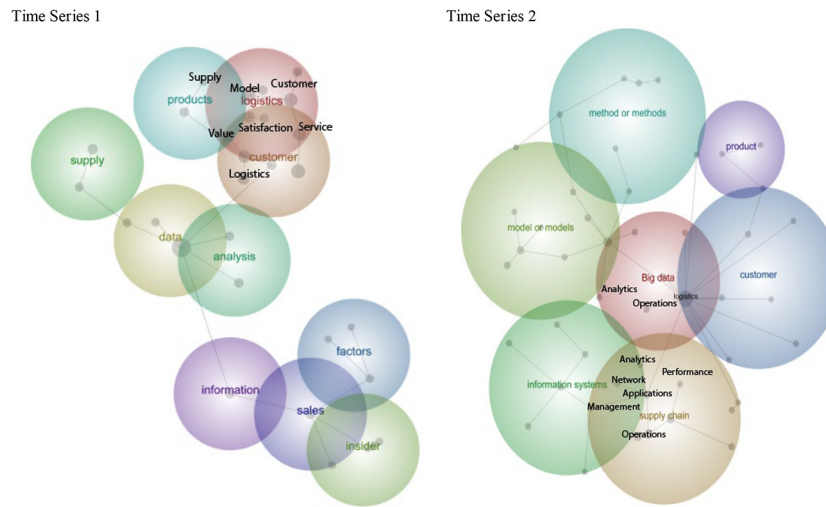 Time Series 1
Supply
Model
Customer
products
logistics
Value
Satisfaction
Service
customer
supply
Logistics
data
analysis
factors
information
sales
insider
Time Series 2
method or methods
product
model or models
Big data
customer
Analytics
logistics
Operations
Analytics
Performance
information systems
Network
Applications
Management
supply chain
Operations